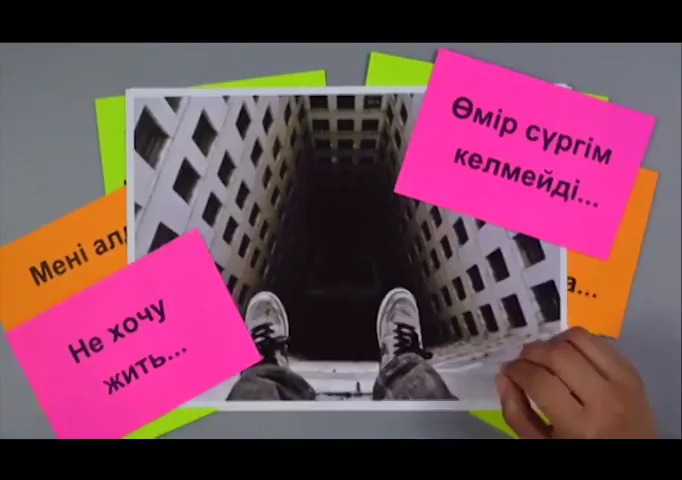 Өмір сүргім
келмейді...
Мені
Не хочу
жить...